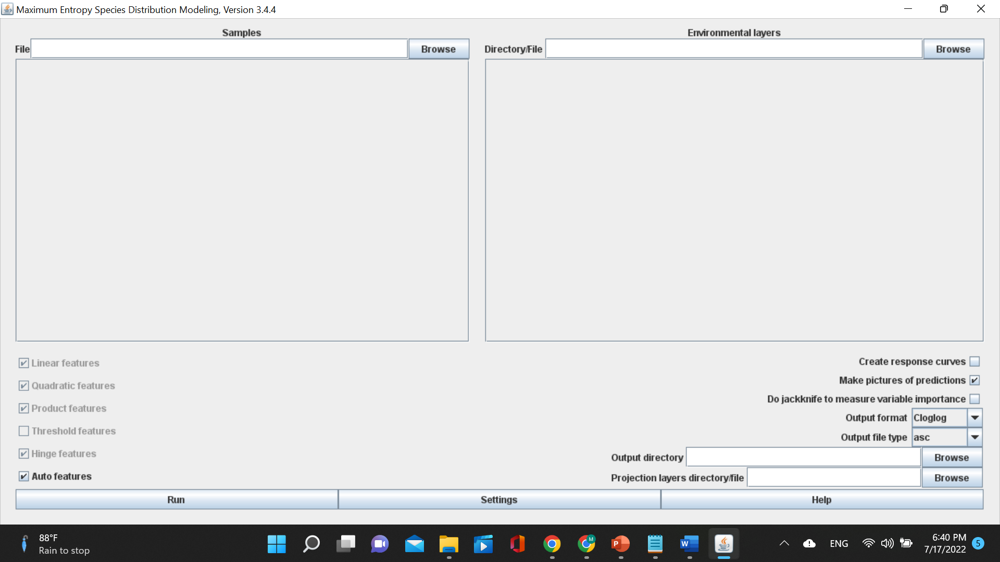 Maximum Entropy Species Distribution Modeling, Version 3.4.4
Samples
File
Browse
Environmental layers
Directory/File
Browse
Linear features
Quadratic features
Product features
Threshold features
Hinge features
Auto features
Create response curves
Make pictures of predictions
Do jackknife to measure variable importance
Output format Cloglog
Output file type asc
Output directory
Browse
Projection layers directory/file
Browse
Run
Settings
Help
88°F
Rain to stop
M
P
W
ENG
6:40 PM
7/17/2022
5